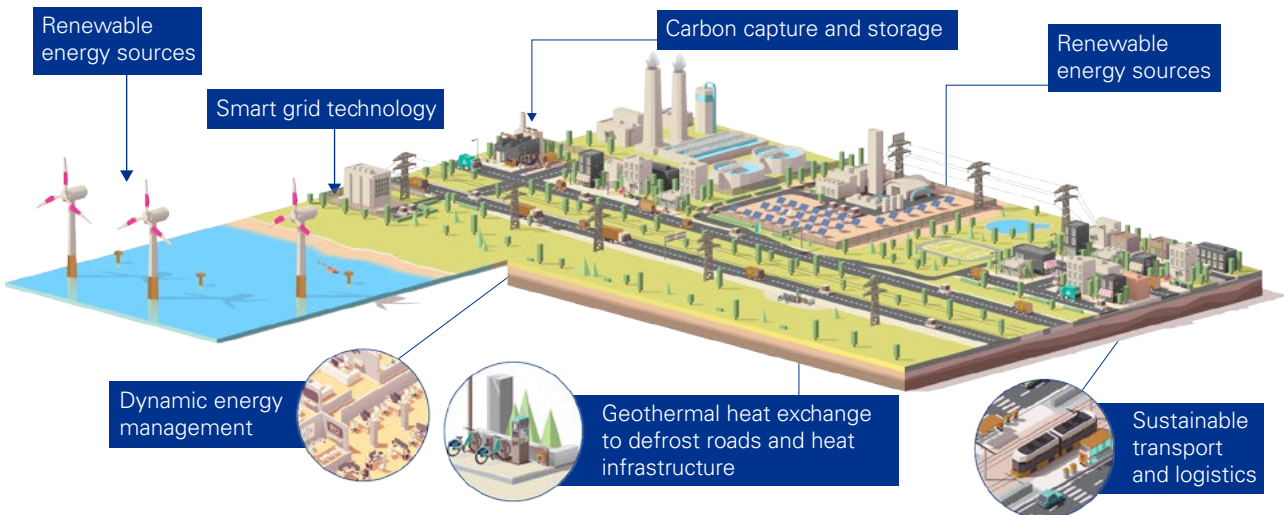 Renewable
energy sources
Carbon capture and storage
Renewable
energy sources
Smart grid technology
Dynamic energy
management
Geothermal heat exchange
to defrost roads and heat
infrastructure
Sustainable
transport
and logistics